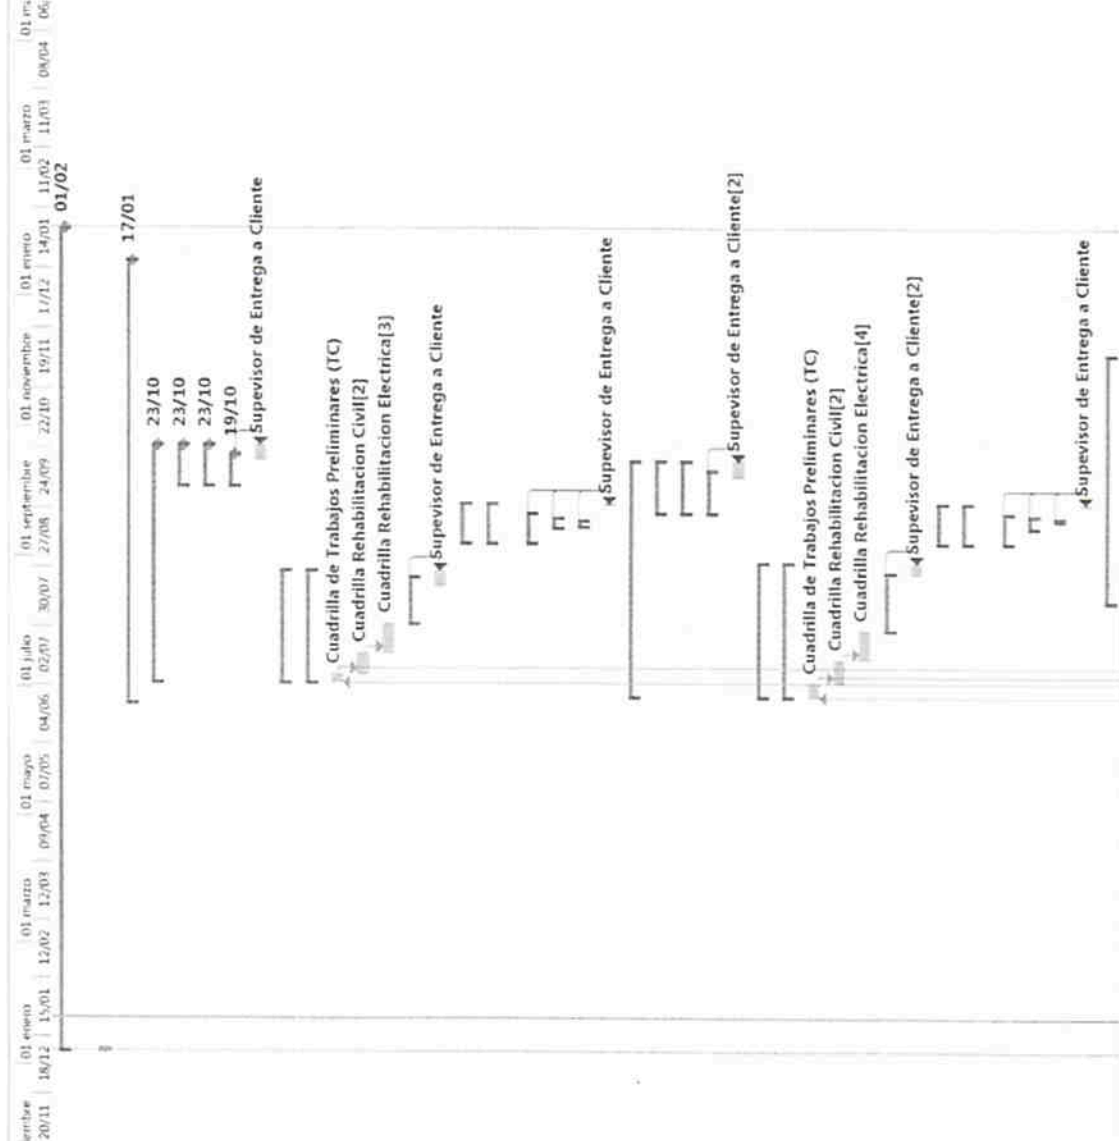 embre 01 enero 01 marzo 01 mayo 01 julio 01 septiembre 01 noviembre 01 enero 01 marzo 01 ma
20/11 18/12 15/01 12/02 12/03 09/04 07/05 04/06 02/07 30/07 27/08 24/09 22/10 19/11 17/12 14/01 11/02 11/03 08/04 06/
01/02
17/01
23/10
23/10
23/10
19/10
Supevisor de Entrega a Cliente
Cuadrilla de Trabajos Preliminares (TC)
Cuadrilla Rehabilitacion Civil[2]
Cuadrilla Rehabilitacion Electrica[3]
Supevisor de Entrega a Cliente
Supevisor de Entrega a Cliente
Supevisor de Entrega a Cliente[2]
Cuadrilla de Trabajos Preliminares (TC)
Cuadrilla Rehabilitacion Civil[2]
Cuadrilla Rehabilitacion Electrica[4]
Supevisor de Entrega a Cliente[2]
Supevisor de Entrega a Cliente